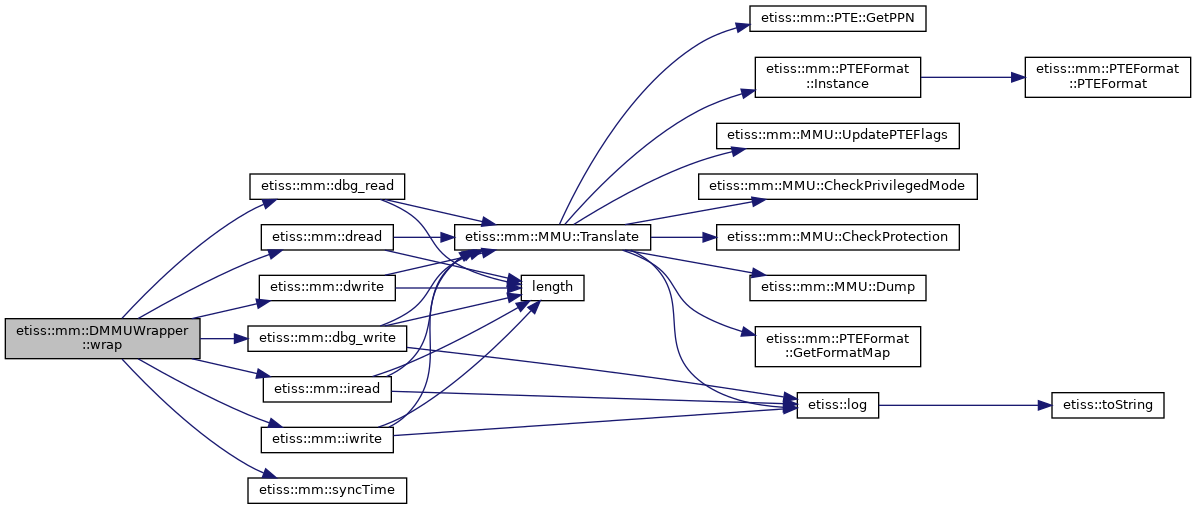 etiss::mm::DMMUWrapper
::wrap
etiss::mm::dbg_read
etiss::mm::dread
etiss::mm::dwrite
etiss::mm::dbg_write
etiss::mm::iread
etiss::mm::iwrite
etiss::mm::syncTime
etiss::mm::MMU::Translate
length
etiss::mm::PTE::GetPPN
etiss::mm::PTEFormat
::Instance
etiss::mm::MMU::UpdatePTEFlags
etiss::mm::MMU::CheckPrivilegedMode
etiss::mm::MMU::CheckProtection
etiss::mm::MMU::Dump
etiss::mm::PTEFormat
::GetFormatMap
etiss::log
etiss::mm::PTEFormat
::PTEFormat
etiss::toString